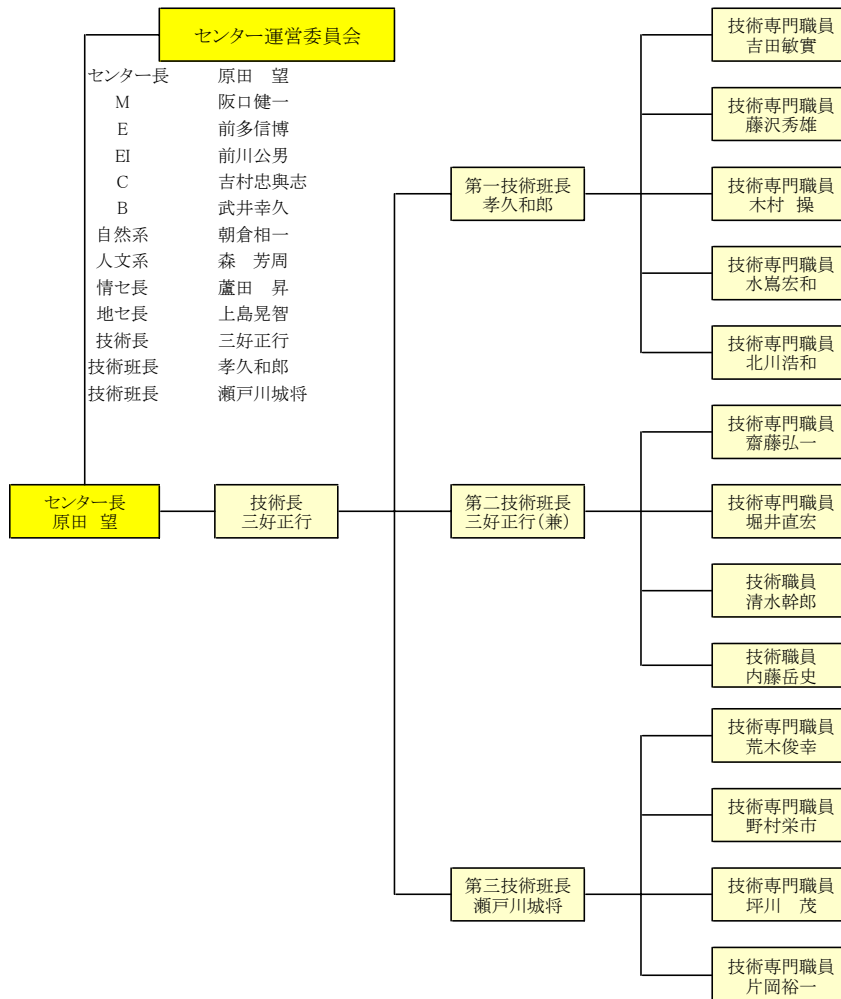 センター運営委員会
センター長 原田 望
M 阪口健一
E 前多信博
EI 前川公男
C 吉村忠與志
B 武井幸久
自然系 朝倉相一
人文系 森 芳周
情セ長 蘆田 昇
地セ長 上島晃智
技術長 三好正行
技術班長 孝久和郎
技術班長 瀬戸川城将
センター長
原田 望
技術長
三好正行
第一技術班長
孝久和郎
技術専門職員
吉田敏實
技術専門職員
藤沢秀雄
技術専門職員
木村 操
技術専門職員
水嶌宏和
技術専門職員
北川浩和
第二技術班長
三好正行(兼)
技術専門職員
齋藤弘一
技術専門職員
堀井直宏
技術職員
清水幹郎
技術職員
内藤岳史
第三技術班長
瀬戸川城将
技術専門職員
荒木俊幸
技術専門職員
野村栄市
技術専門職員
坪川 茂
技術専門職員
片岡裕一